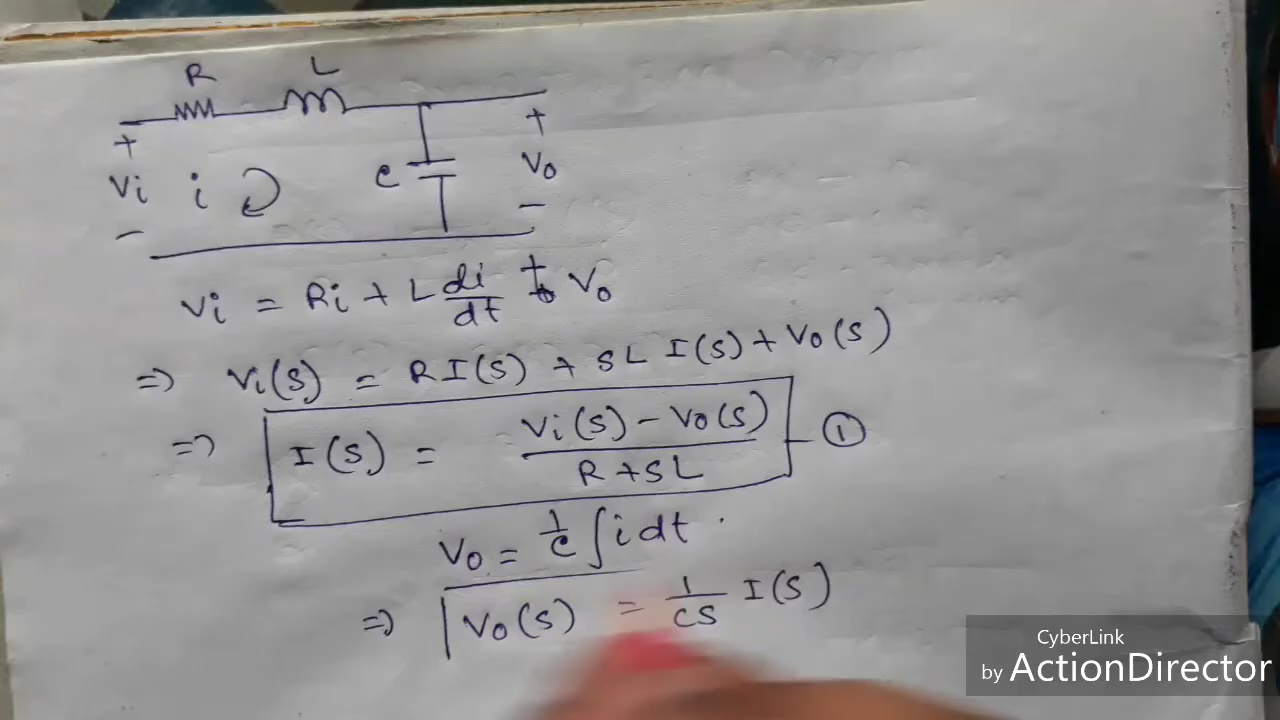 R L
+ +
Vi i C Vo
- -
Vi = Ri + L di/dt + Vo
=> Vi(S) = RI(S) + SL I(S) + Vo(S)
=> I(S) = Vi(S) - Vo(S) / R + SL - ①
Vo = 1/C ∫ i dt.
=> Vo(S) = 1/CS I(S)
CyberLink
by ActionDirector